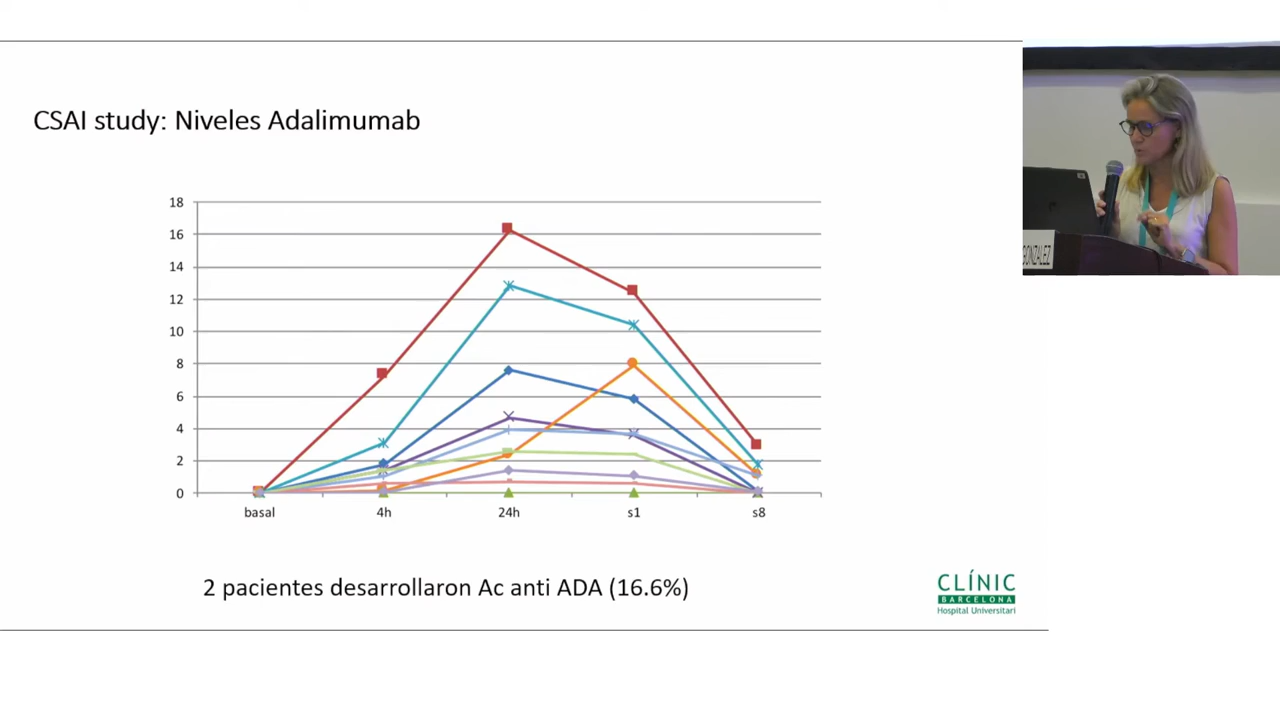 CSAI study: Niveles Adalimumab
18
16
14
12
10
8
6
4
2
0
basal 4h 24h s1 s8
2 pacientes desarrollaron Ac anti ADA (16.6%)
CLÍNIC
BARCELONA
Hospital Universitari
GONZALEZ